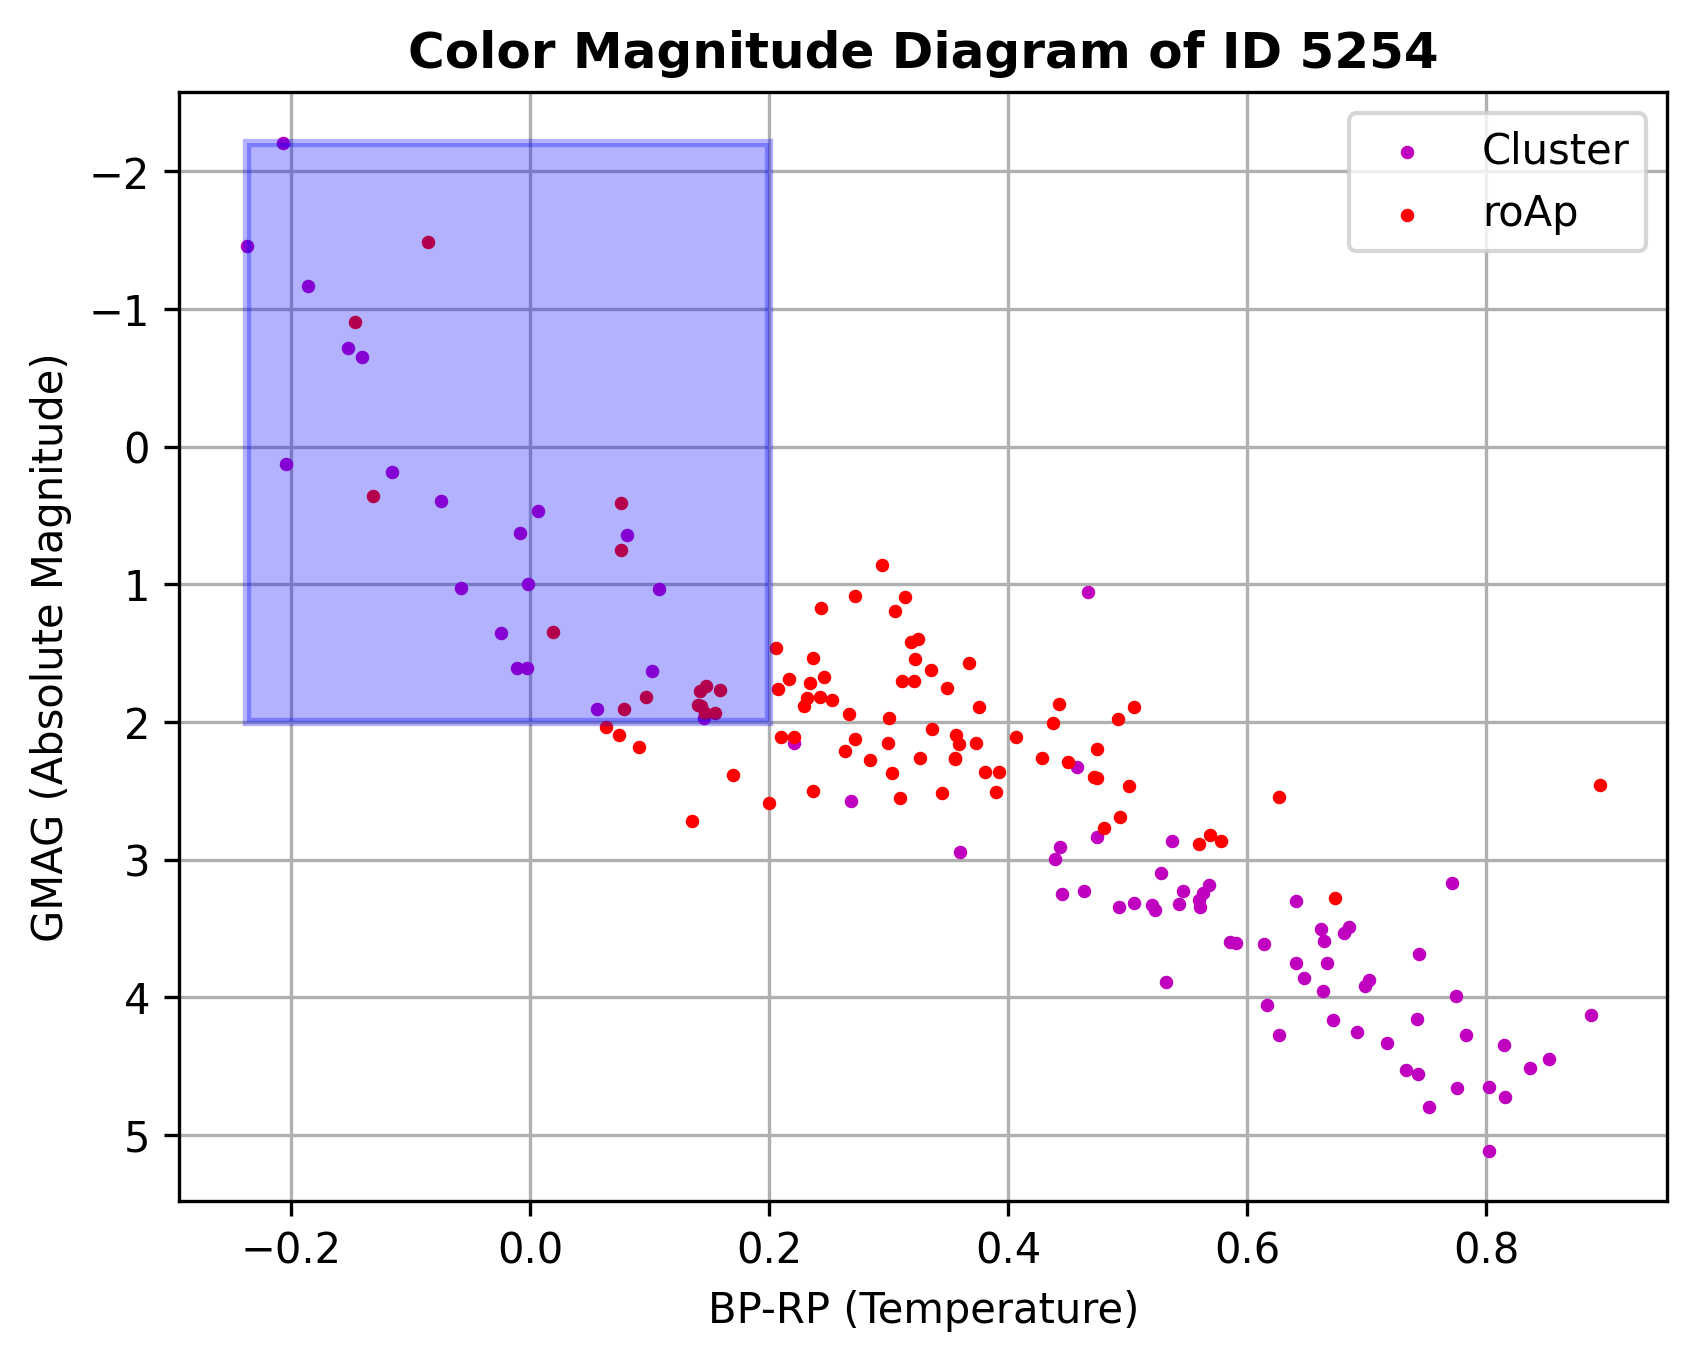 Color Magnitude Diagram of ID 5254
Cluster
roAp
−2
−1
0
1
2
3
4
5
GMAG (Absolute Magnitude)
−0.2
0.0
0.2
0.4
0.6
0.8
BP-RP (Temperature)